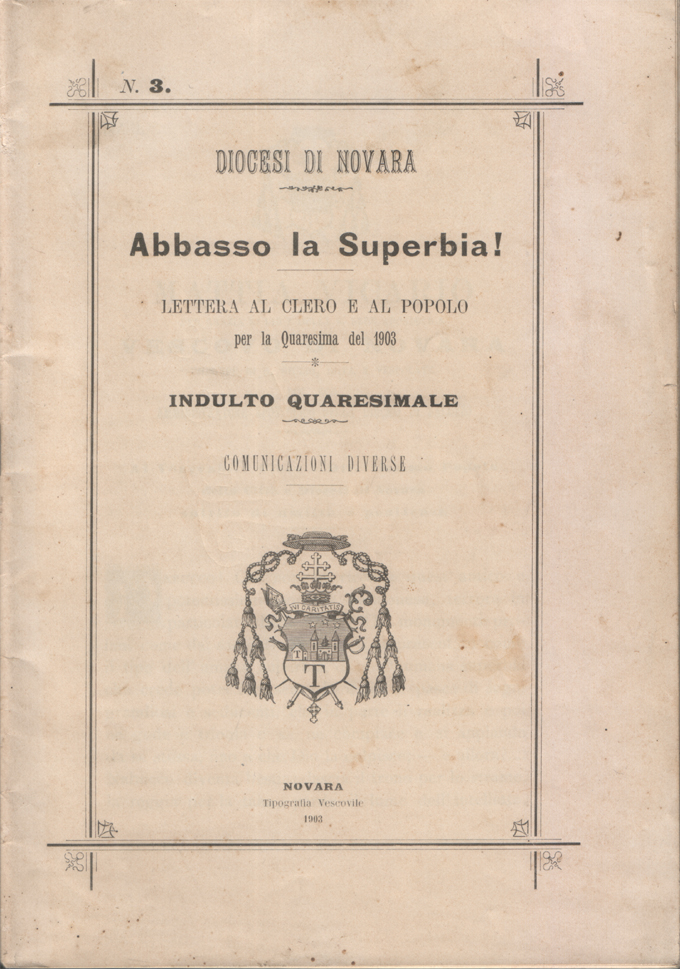 N. 3.
DIOCESI DI NOVARA
Abbasso la Superbia!
LETTERA AL CLERO E AL POPOLO
per la Quaresima del 1903
INDULTO QUARESIMALE
COMUNICAZIONI DIVERSE
CARITATIS
T
NOVARA
Tipografia Vescovile
1903